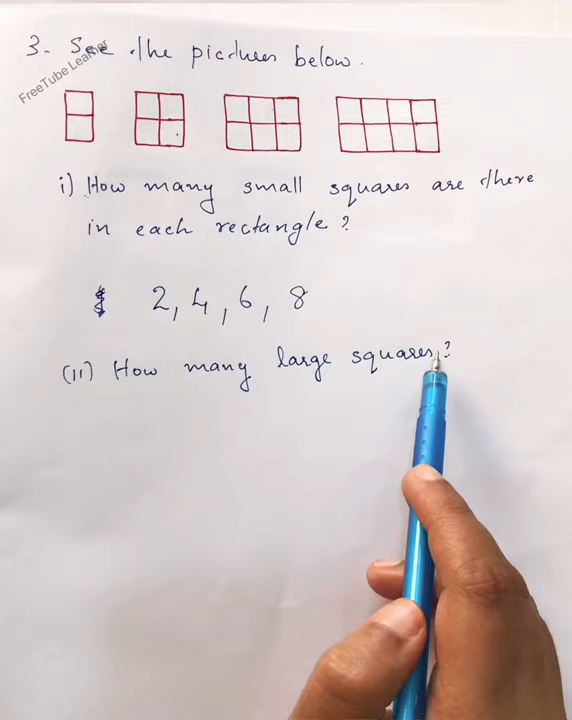 3. See the pictures below.
FreeTube Learner
i) How many small squares are there
in each rectangle?
2, 4, 6, 8
(ii) How many large squares?